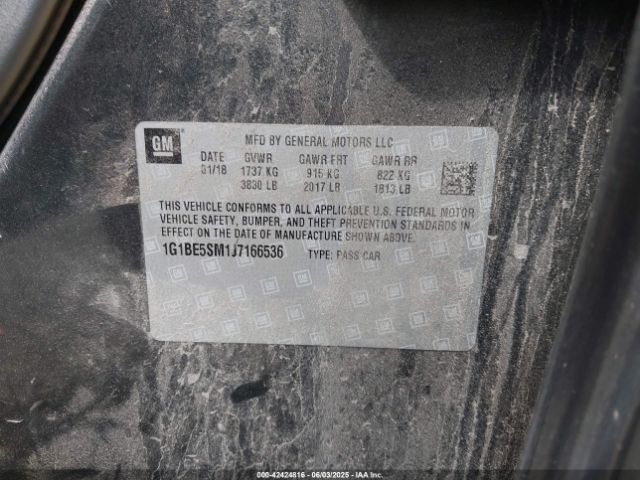 GM
MFD BY GENERAL MOTORS LLC
DATE GVWR GAWR FRT GAWR RR
01/18 1737 KG 915 KG 822 KG
3830 LB 2017 LB 1813 LB
THIS VEHICLE CONFORMS TO ALL APPLICABLE U.S. FEDERAL MOTOR
VEHICLE SAFETY, BUMPER, AND THEFT PREVENTION STANDARDS IN
EFFECT ON THE DATE OF MANUFACTURE SHOWN ABOVE.
1G1BE5SM1J7166536 TYPE: PASS CAR
000-42424816 - 06/03/2025 - IAA Inc.